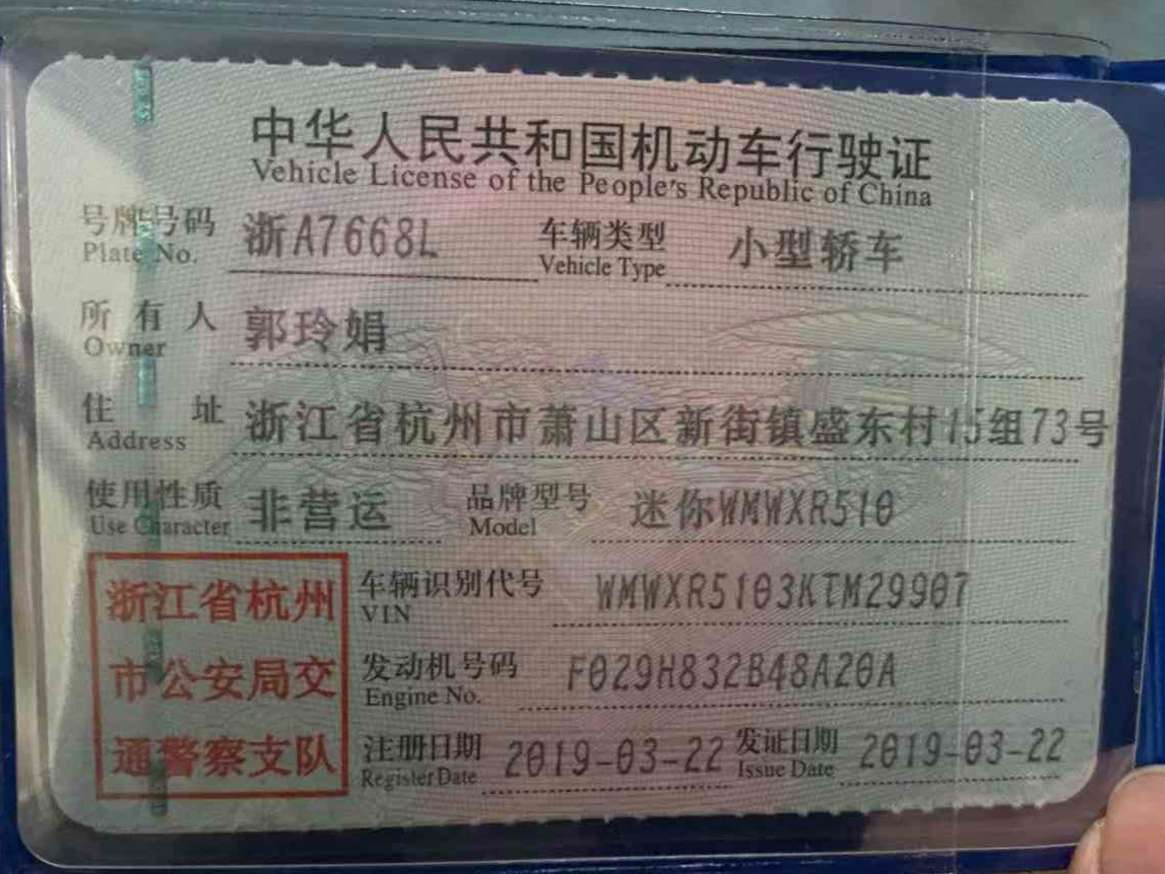 中华人民共和国机动车行驶证
Vehicle License of the People's Republic of China
号牌号码 浙A7668L 车辆类型 小型轿车
Plate No. Vehicle Type
所有人 郭玲娟
Owner
住址 浙江省杭州市萧山区新街镇盛东村15组73号
Address
使用性质 非营运 品牌型号 迷你WMWXR510
Use Character Model
浙江省杭州 车辆识别代号 WMWXR5103KTM29907
VIN
市公安局交 发动机号码 F029H832B48A20A
Engine No.
通警察支队 注册日期 2019-03-22 发证日期 2019-03-22
Register Date Issue Date